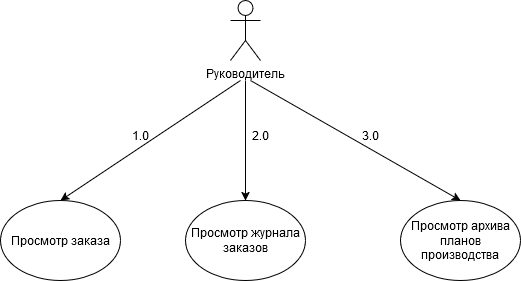 Руководитель
1.0
2.0
3.0
Просмотр заказа
Просмотр журнала
заказов
Просмотр архива
планов
производства